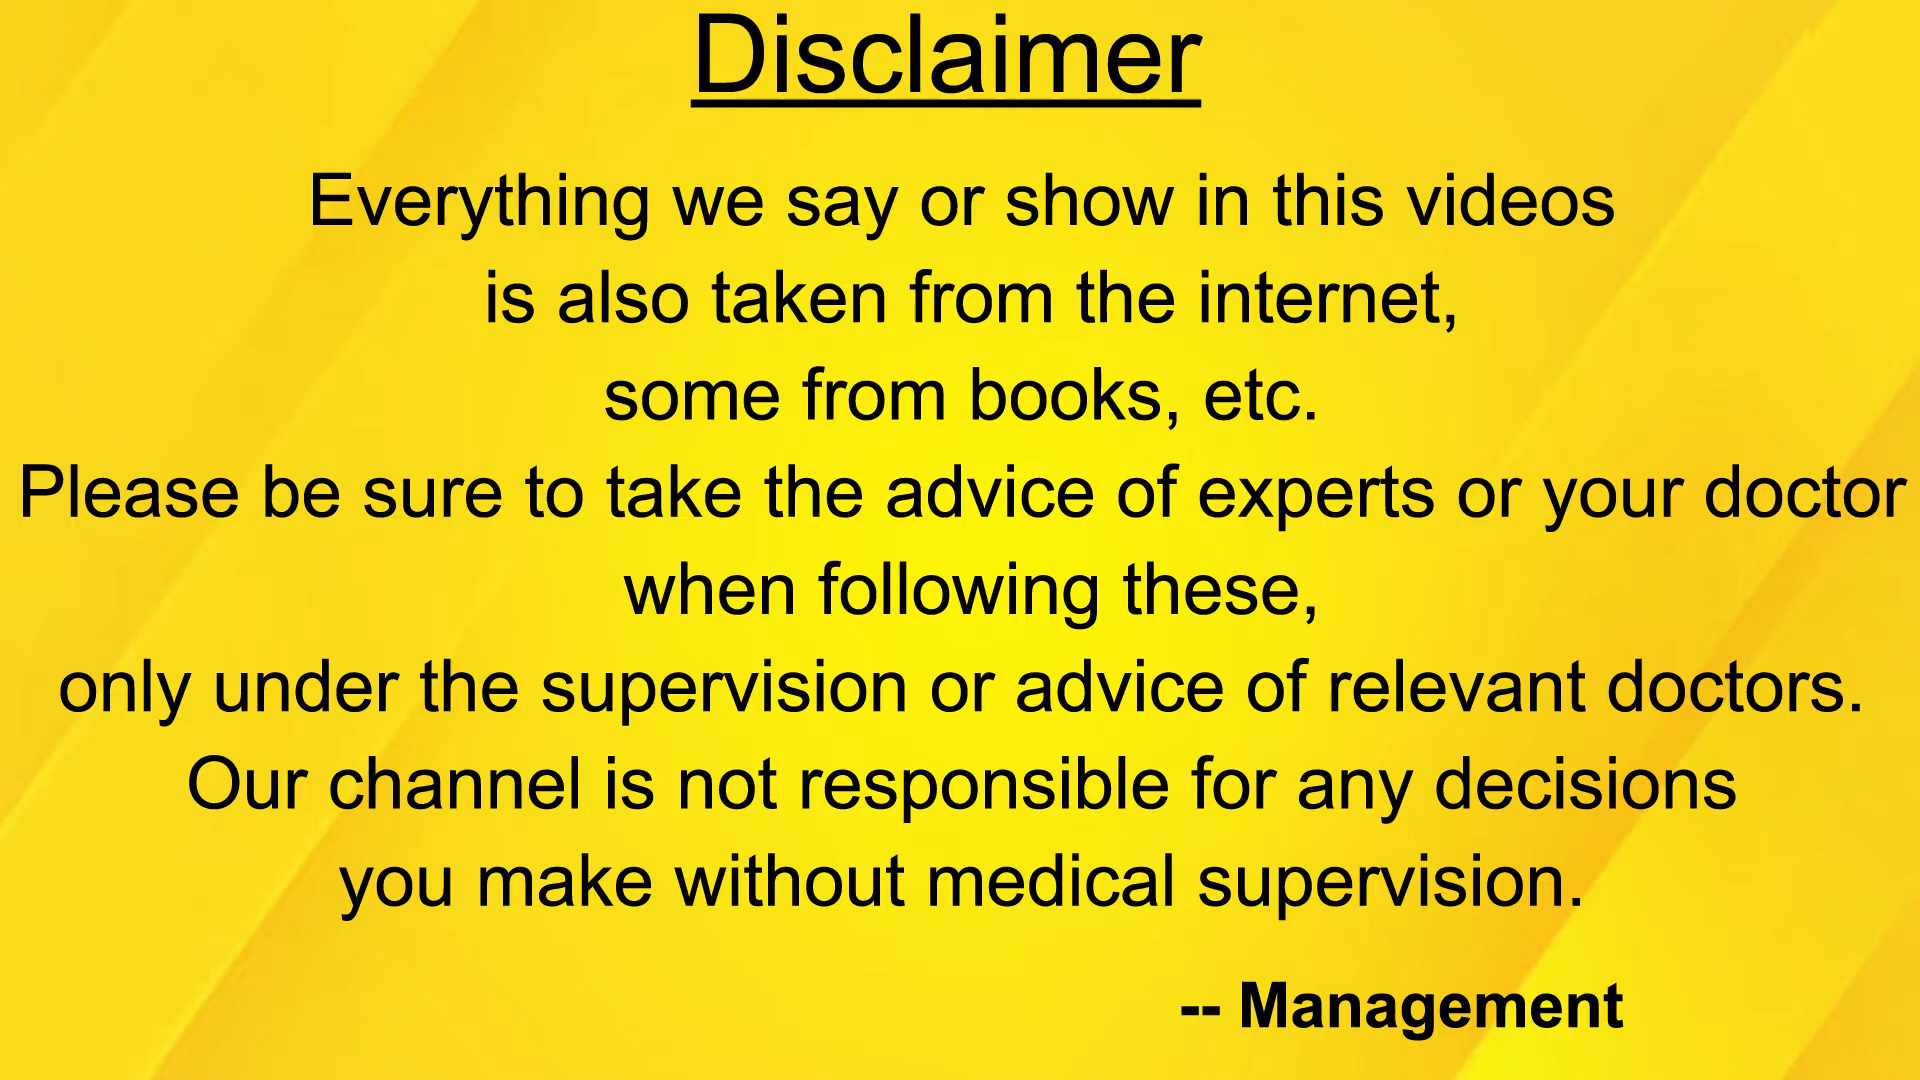 Disclaimer
Everything we say or show in this videos
is also taken from the internet,
some from books, etc.
Please be sure to take the advice of experts or your doctor
when following these,
only under the supervision or advice of relevant doctors.
Our channel is not responsible for any decisions
you make without medical supervision.
-- Management